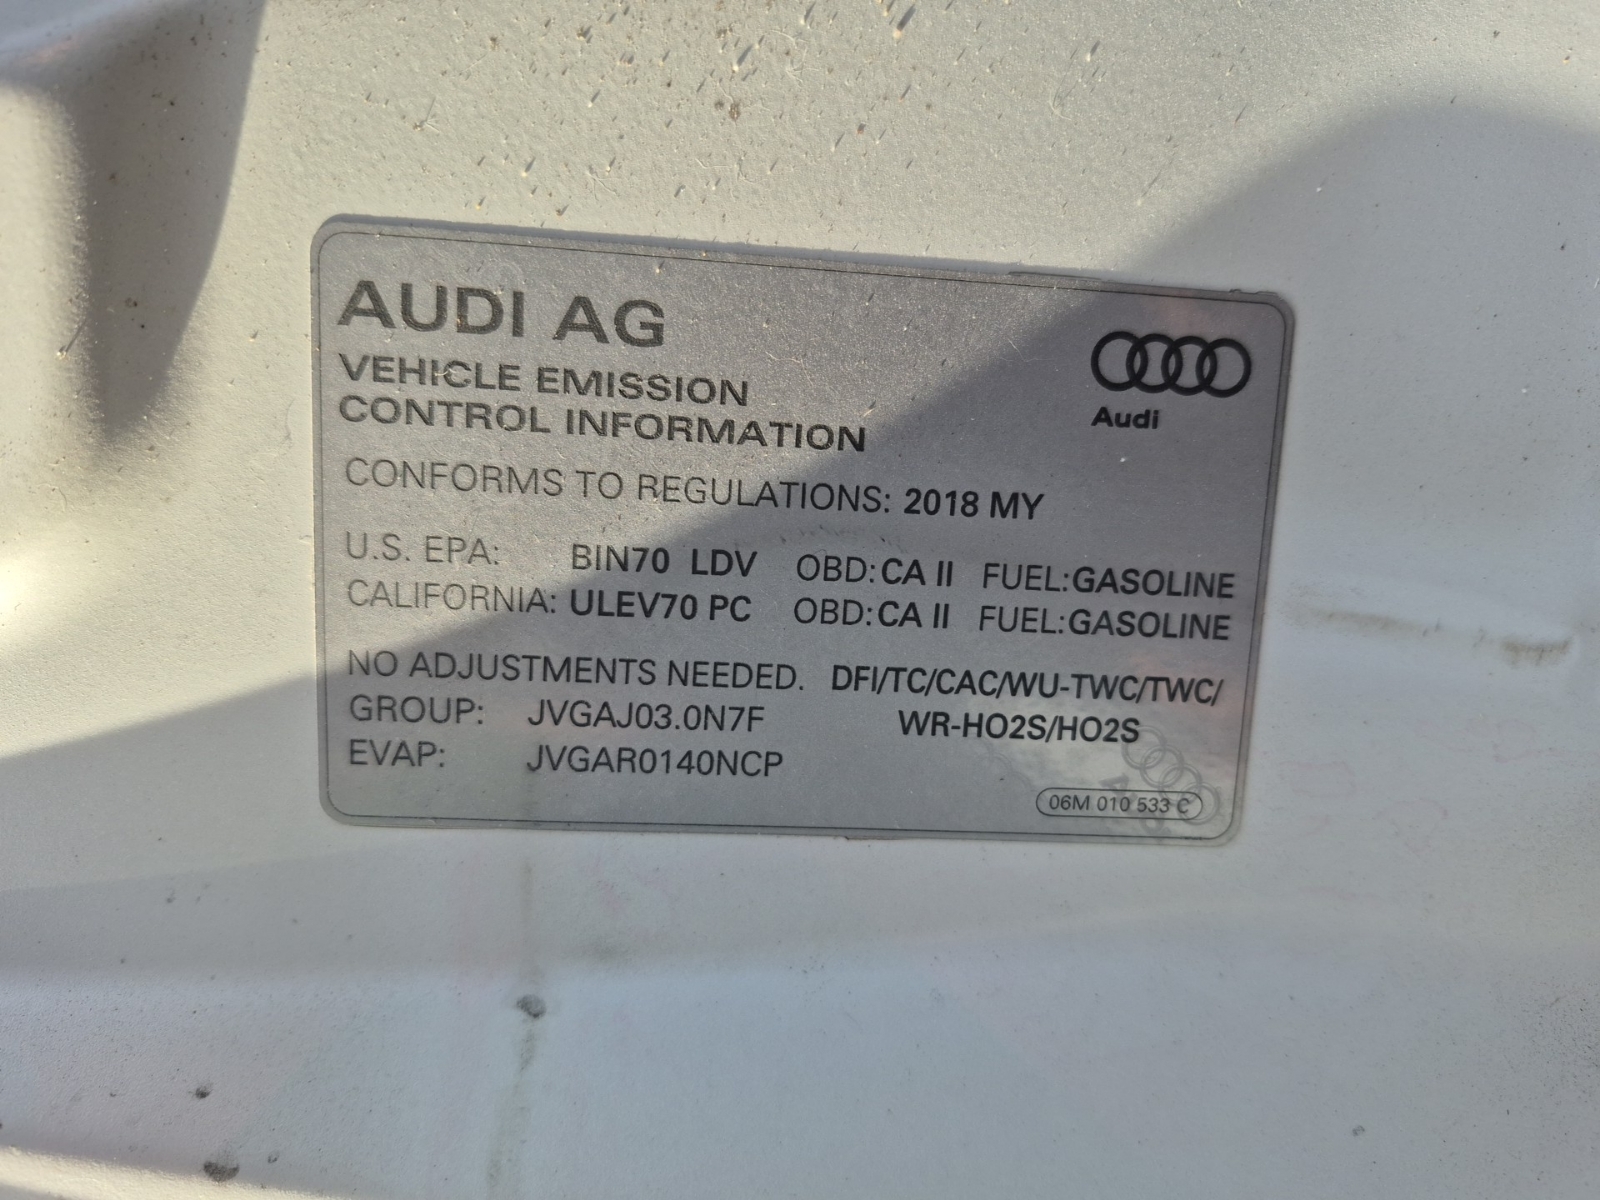 AUDI AG
VEHICLE EMISSION
CONTROL INFORMATION
Audi
CONFORMS TO REGULATIONS: 2018 MY
U.S. EPA: BIN70 LDV OBD: CA II FUEL: GASOLINE
CALIFORNIA: ULEV70 PC OBD: CA II FUEL: GASOLINE
NO ADJUSTMENTS NEEDED. DFI/TC/CAC/WU-TWC/TWC/
GROUP: JVGAJ03.0N7F WR-HO2S/HO2S
EVAP: JVGAR0140NCP
06M 010 533 C